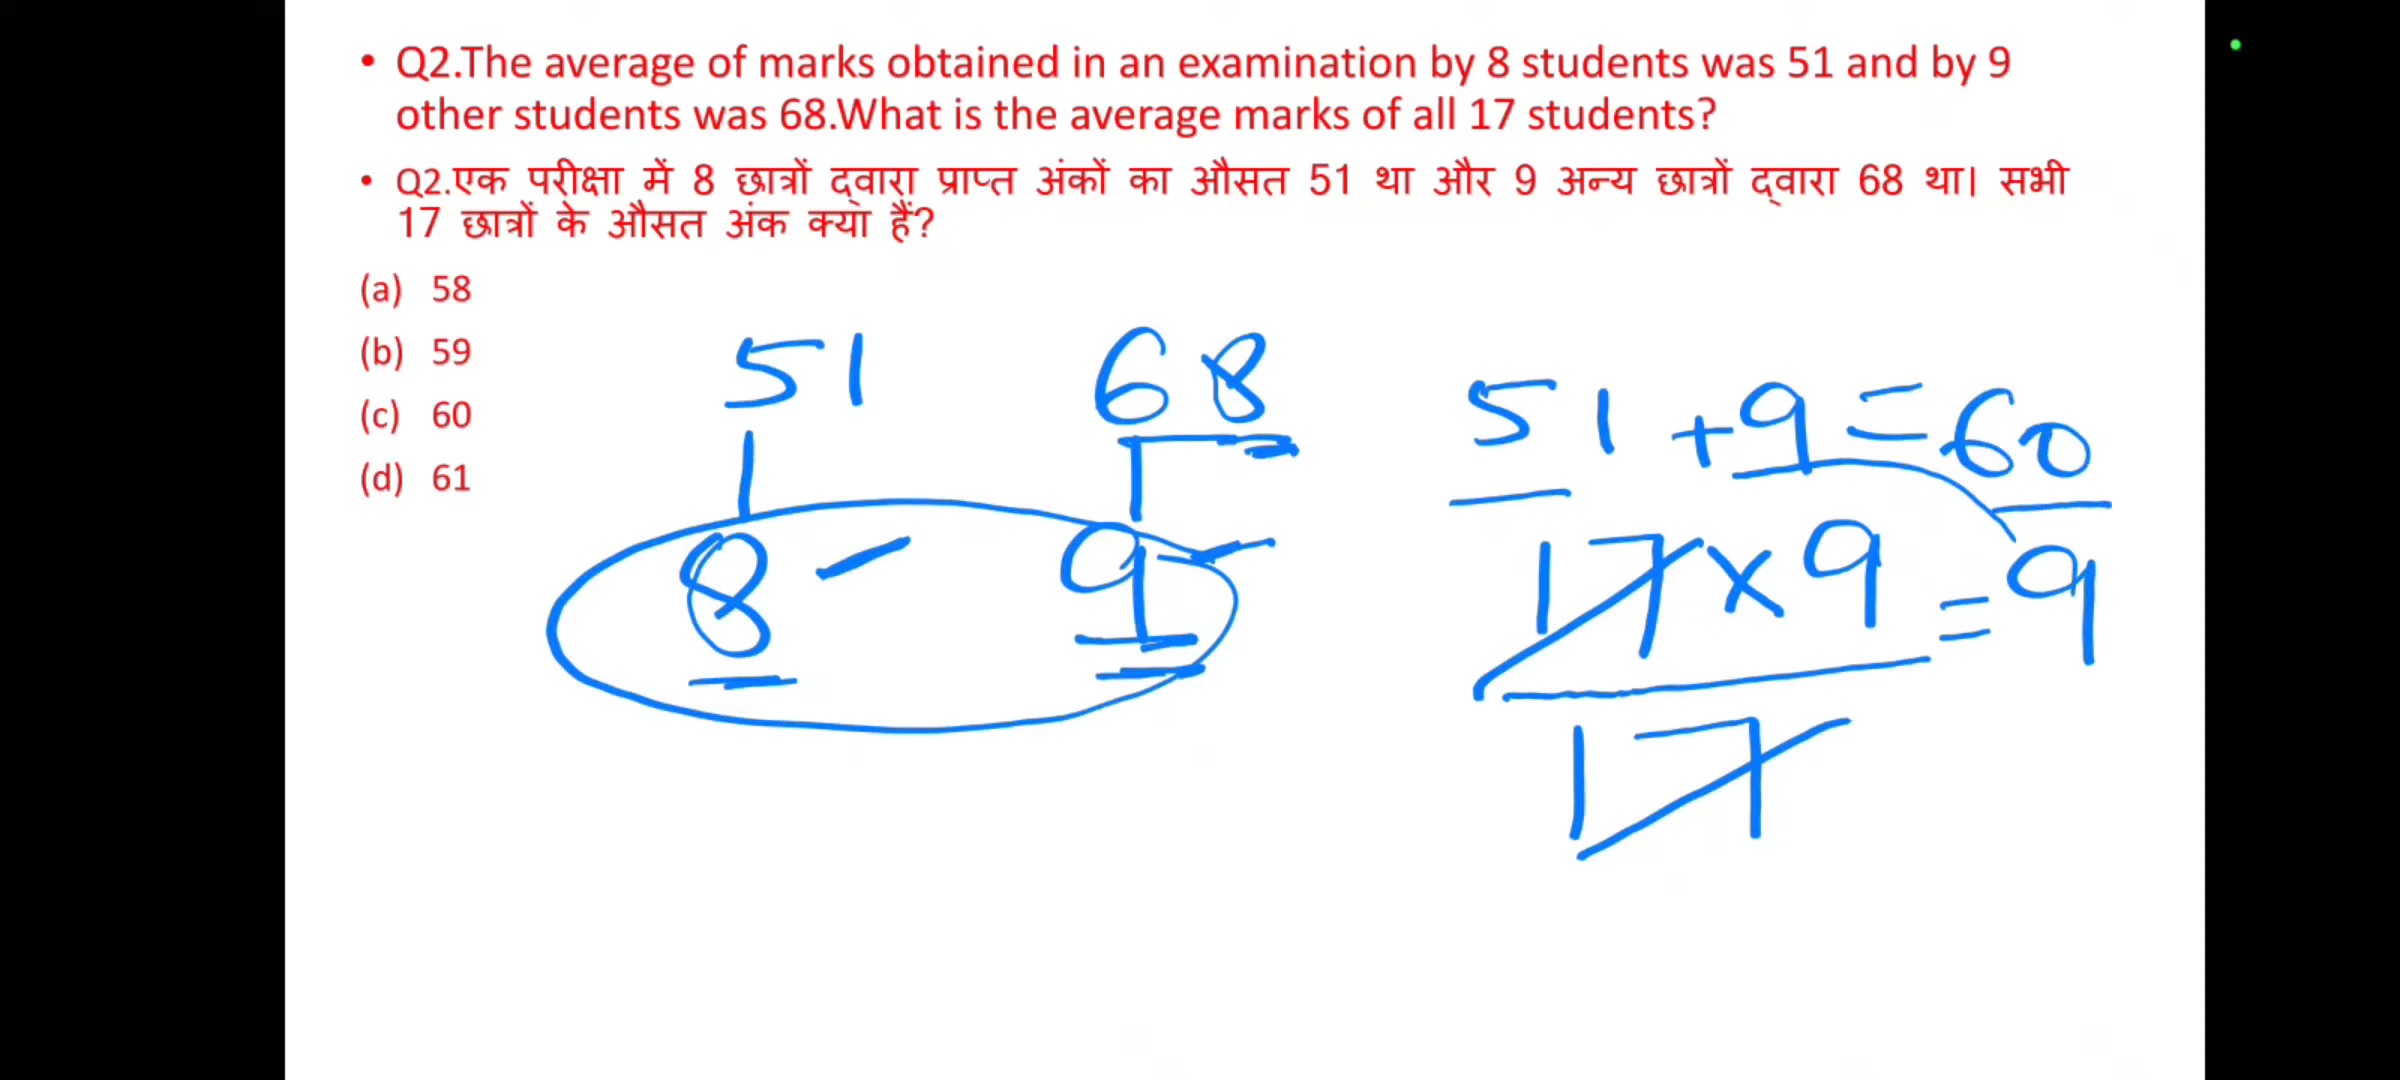 • Q2.The average of marks obtained in an examination by 8 students was 51 and by 9
other students was 68.What is the average marks of all 17 students?
• Q2.एक परीक्षा में 8 छात्रों द्वारा प्राप्त अंकों का औसत 51 था और 9 अन्य छात्रों द्वारा 68 था। सभी
17 छात्रों के औसत अंक क्या हैं?
(a) 58
(b) 59
(c) 60
(d) 61
51 68
8 - 9 -
51 + 9 = 60
17 x 9 = 9
17